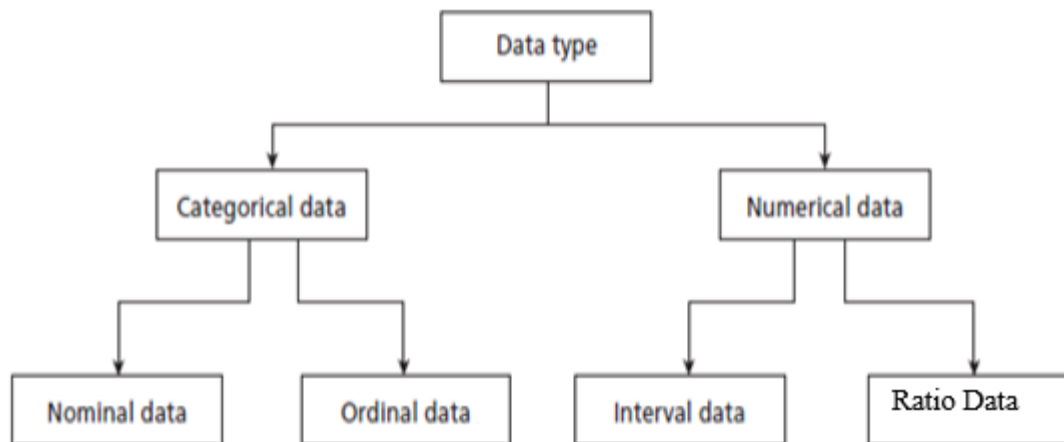 Data type
Categorical data
Numerical data
Nominal data
Ordinal data
Interval data
Ratio Data